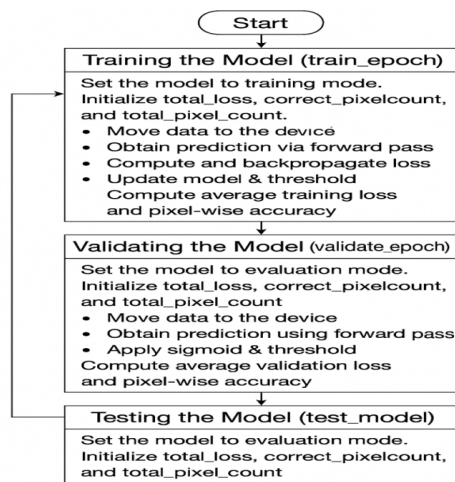 Start
Training the Model (train_epoch)
Set the model to training mode.
Initialize total_loss, correct_pixelcount,
and total_pixel_count.
• Move data to the device
• Obtain prediction via forward pass
• Compute and backpropagate loss
• Update model & threshold
Compute average training loss
and pixel-wise accuracy
Validating the Model (validate_epoch)
Set the model to evaluation mode.
Initialize total_loss, correct_pixelcount,
and total_pixel_count
• Move data to the device
• Obtain prediction using forward pass
• Apply sigmoid & threshold
Compute average validation loss
and pixel-wise accuracy
Testing the Model (test_model)
Set the model to evaluation mode.
Initialize total_loss, correct_pixelcount,
and total_pixel_count